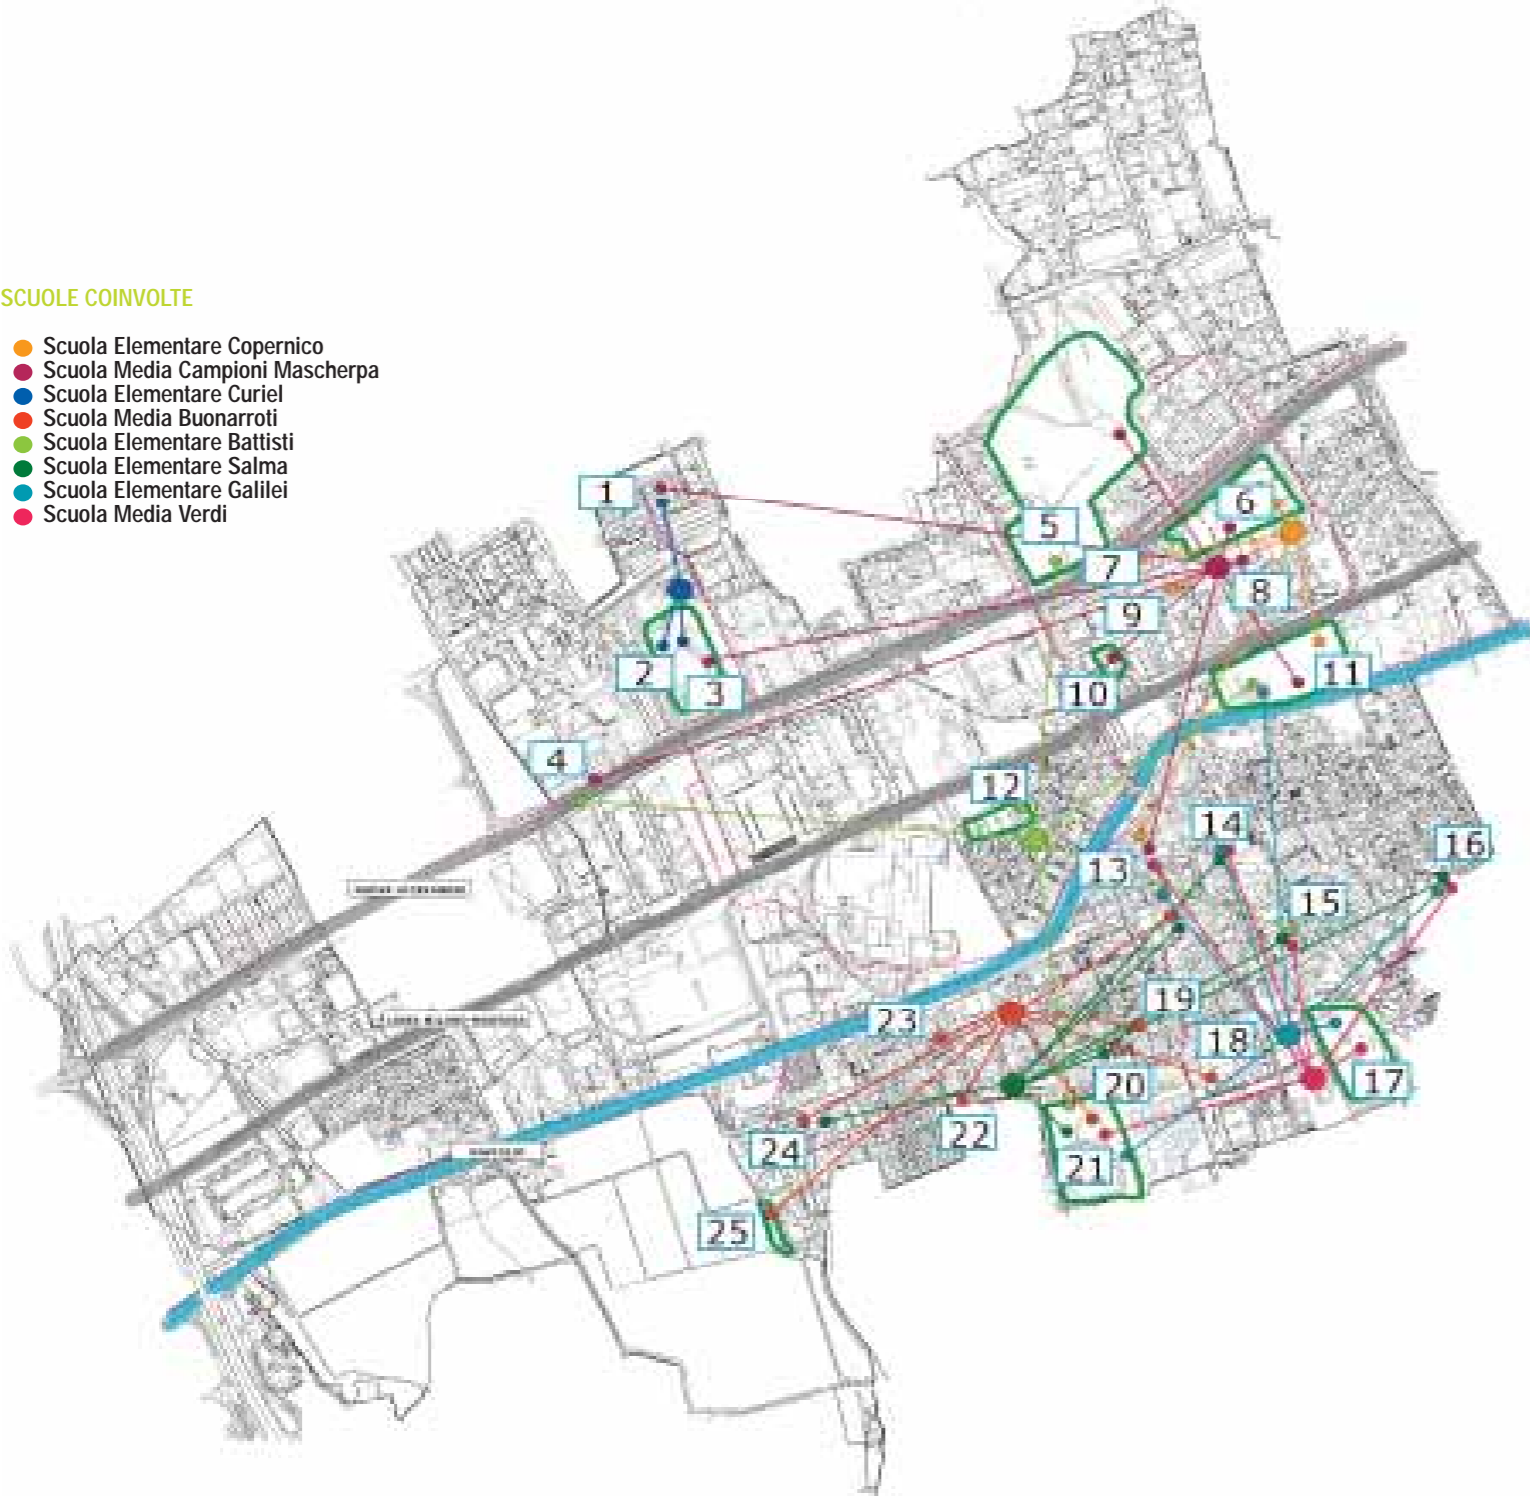 SCUOLE COINVOLTE
Scuola Elementare Copernico
Scuola Media Campioni Mascherpa
Scuola Elementare Curiel
Scuola Media Buonarroti
Scuola Elementare Battisti
Scuola Elementare Salma
Scuola Elementare Galilei
Scuola Media Verdi
1
2
3
4
5
6
7
8
9
10
11
12
13
14
15
16
17
18
19
20
21
22
23
24
25